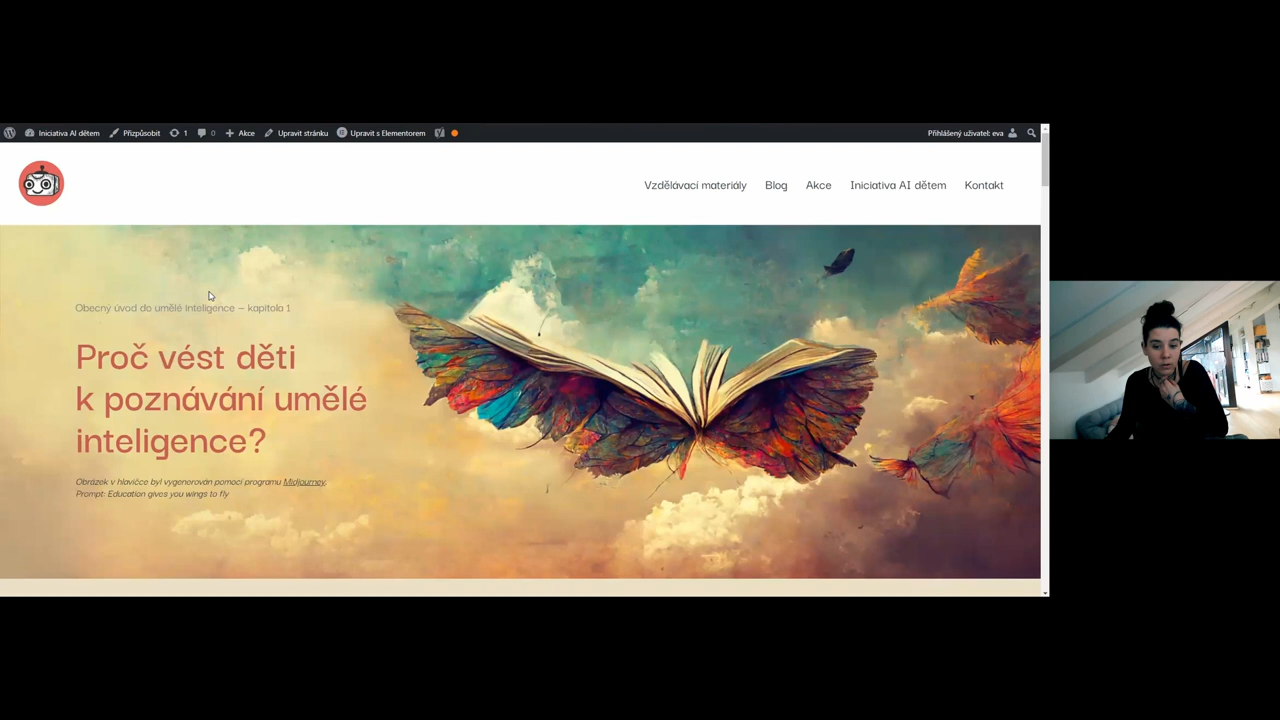 Iniciativa AI dětem Přizpůsobit 1 0 Akce Upravit stránku Upravit s Elementorem Přihlášený uživatel: eva
Vzdělávací materiály Blog Akce Iniciativa AI dětem Kontakt
Obecný úvod do umělé inteligence – kapitola 1
Proč vést děti
k poznávání umělé
inteligence?
Obrázek v hlavičce byl vygenerován pomocí programu Midjourney.
Prompt: Education gives you wings to fly